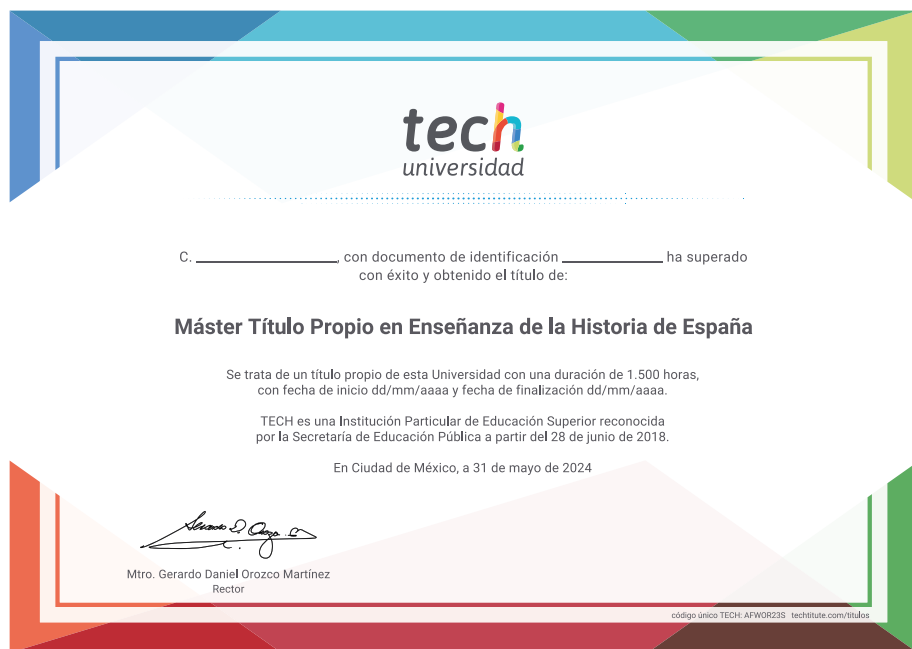 tech
universidad
C. ____________, con documento de identificación ____________ ha superado
con éxito y obtenido el título de:
Máster Título Propio en Enseñanza de la Historia de España
Se trata de un título propio de esta Universidad con una duración de 1.500 horas,
con fecha de inicio dd/mm/aaaa y fecha de finalización dd/mm/aaaa.
TECH es una Institución Particular de Educación Superior reconocida
por la Secretaría de Educación Pública a partir del 28 de junio de 2018.
En Ciudad de México, a 31 de mayo de 2024
Mtro. Gerardo Daniel Orozco Martínez
Rector
código único TECH: AFWOR23S techtitute.com/titulos